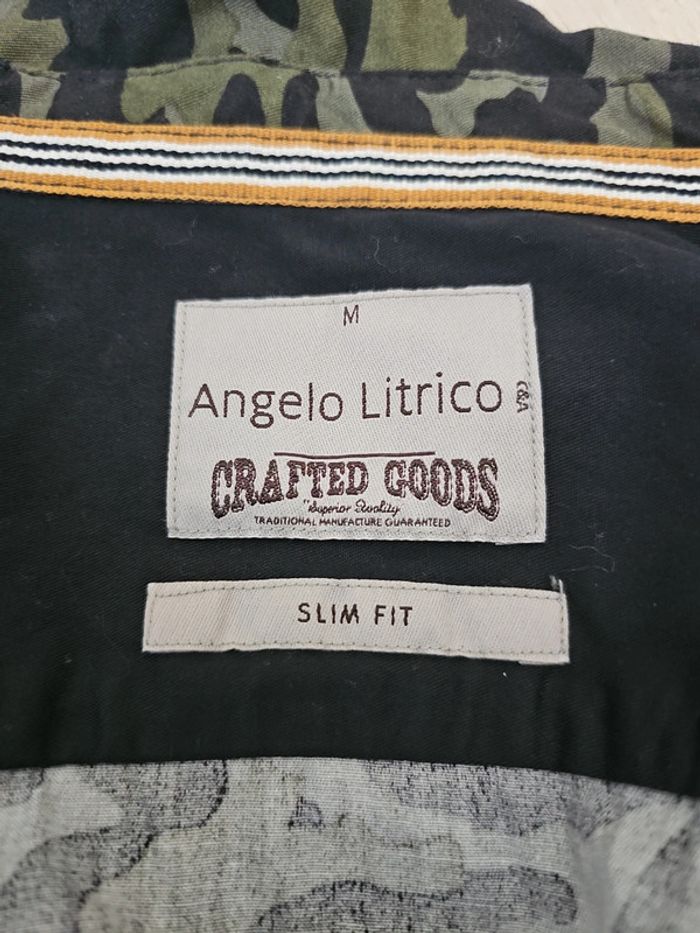 M
Angelo Litrico
C&A
CRAFTED GOODS
"Superior Quality
TRADITIONAL MANUFACTURE GUARANTEED
SLIM FIT